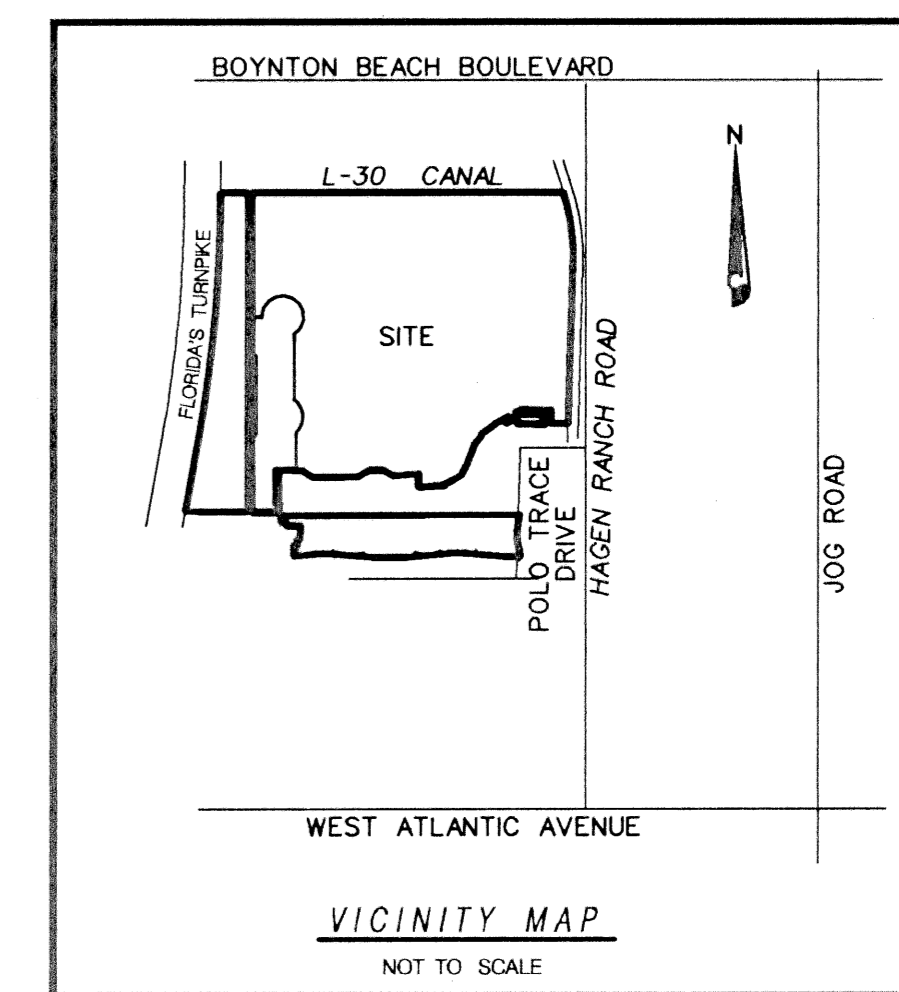 BOYNTON BEACH BOULEVARD
N
L-30 CANAL
FLORIDA'S TURNPIKE
SITE
HAGEN RANCH ROAD
POLO TRACE
DRIVE
JOG ROAD
WEST ATLANTIC AVENUE
VICINITY MAP
NOT TO SCALE